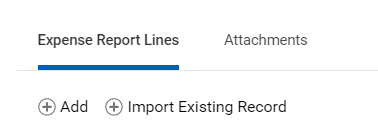 Expense Report Lines Attachments
Add Import Existing Record